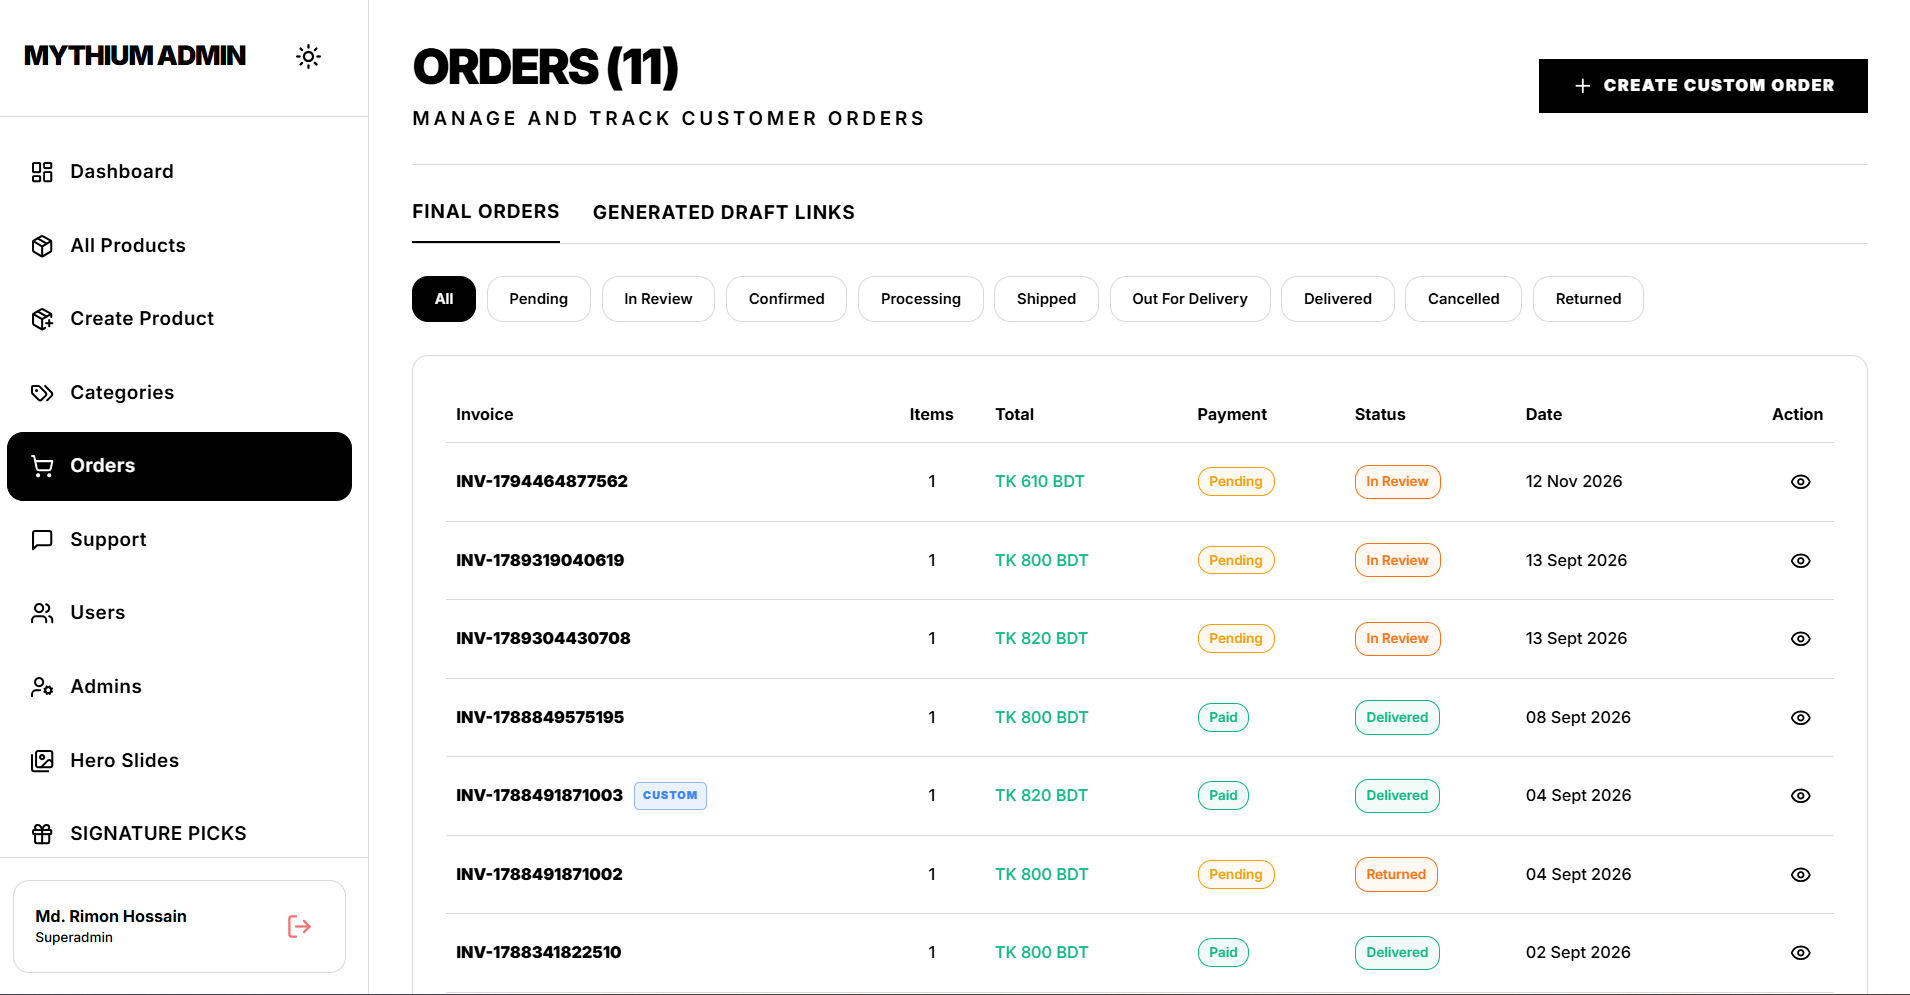 MYTHIUM ADMIN
Dashboard
All Products
Create Product
Categories
Orders
Support
Users
Admins
Hero Slides
SIGNATURE PICKS
Md. Rimon Hossain
Superadmin
ORDERS (11)
MANAGE AND TRACK CUSTOMER ORDERS
CREATE CUSTOM ORDER
FINAL ORDERS GENERATED DRAFT LINKS
All Pending In Review Confirmed Processing Shipped Out For Delivery Delivered Cancelled Returned
Invoice Items Total Payment Status Date Action
INV-1794464877562 1 TK 610 BDT Pending In Review 12 Nov 2026
INV-1789319040619 1 TK 800 BDT Pending In Review 13 Sept 2026
INV-1789304430708 1 TK 820 BDT Pending In Review 13 Sept 2026
INV-1788849575195 1 TK 800 BDT Paid Delivered 08 Sept 2026
INV-1788491871003 CUSTOM 1 TK 820 BDT Paid Delivered 04 Sept 2026
INV-1788491871002 1 TK 800 BDT Pending Returned 04 Sept 2026
INV-1788341822510 1 TK 800 BDT Paid Delivered 02 Sept 2026